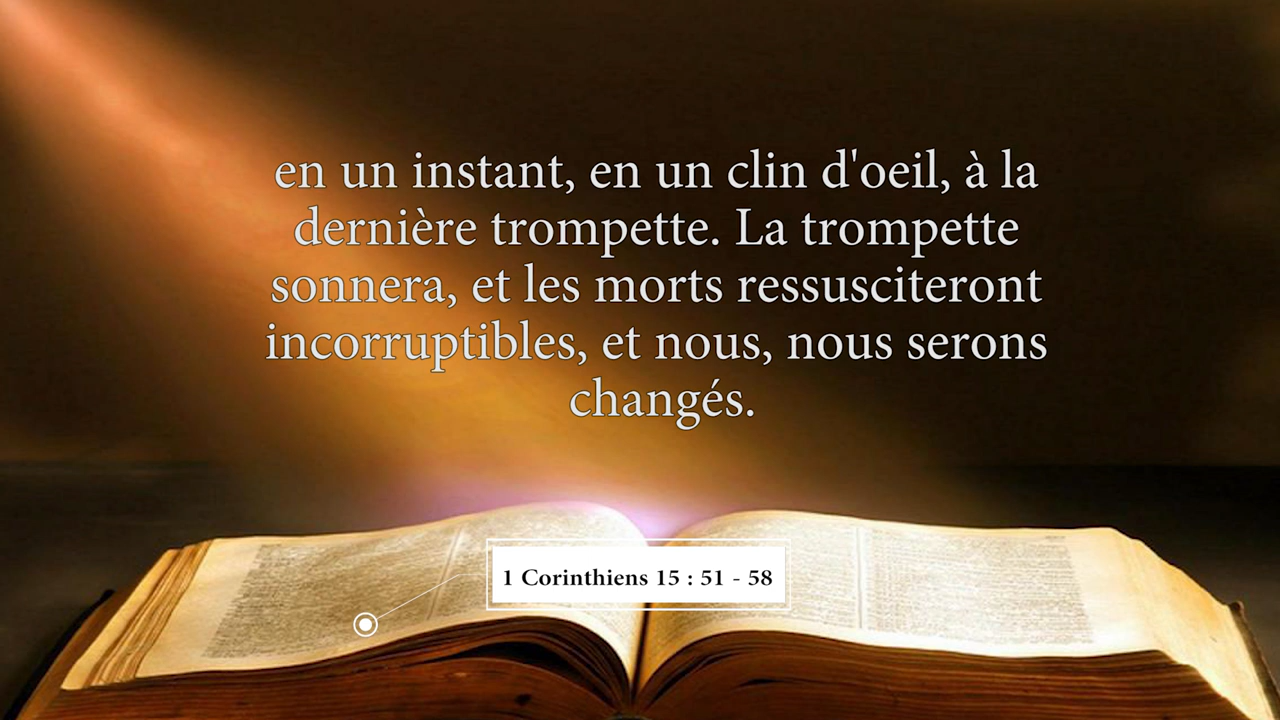 en un instant, en un clin d'oeil, à la
dernière trompette. La trompette
sonnera, et les morts ressusciteront
incorruptibles, et nous, nous serons
changés.
1 Corinthiens 15 : 51 - 58